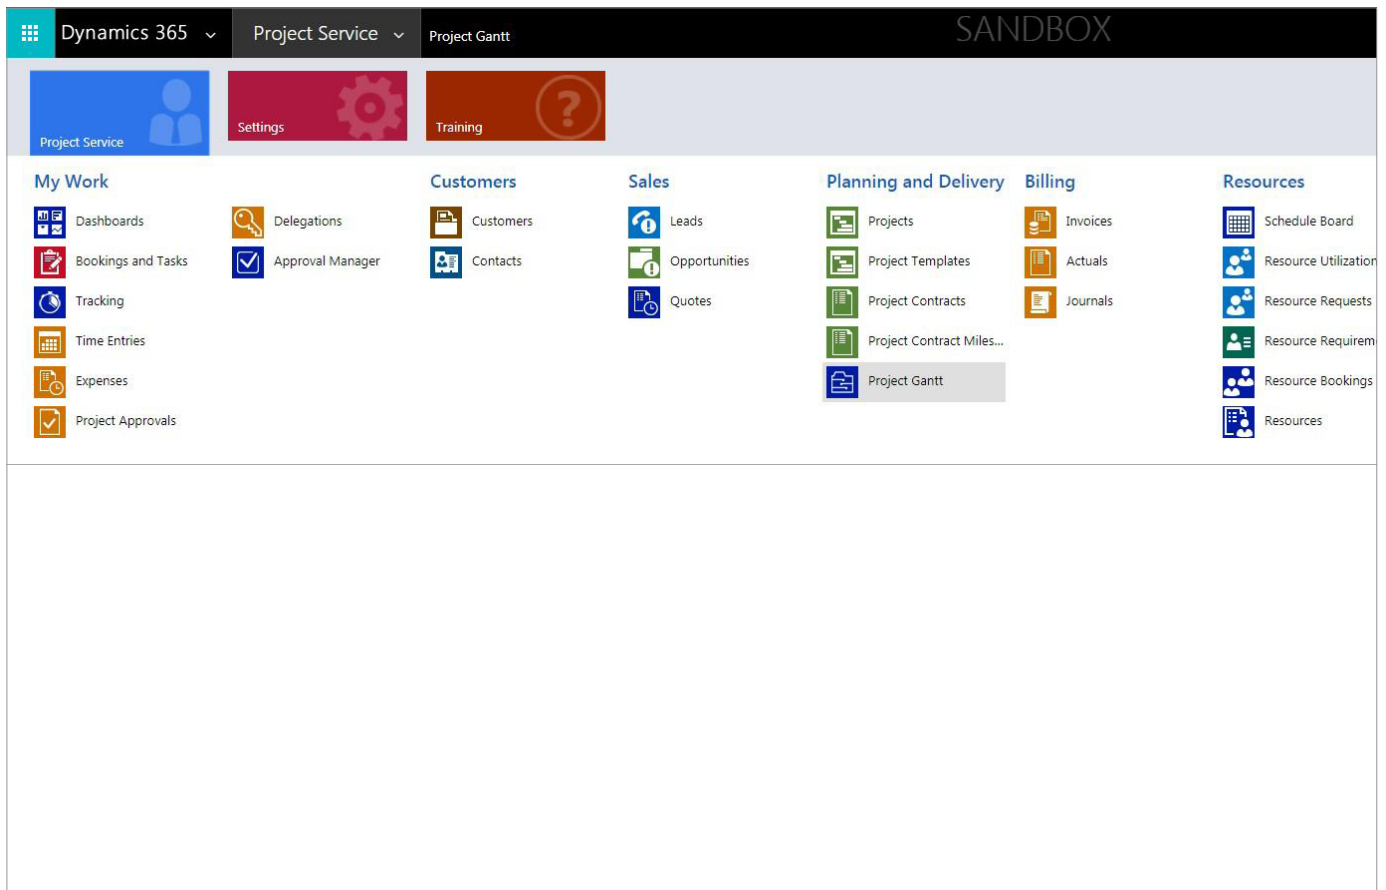 Dynamics 365
Project Service
Project Gantt
SANDBOX
Project Service
Settings
Training
My Work
Dashboards
Bookings and Tasks
Tracking
Time Entries
Expenses
Project Approvals
Delegations
Approval Manager
Customers
Customers
Contacts
Sales
Leads
Opportunities
Quotes
Planning and Delivery
Projects
Project Templates
Project Contracts
Project Contract Miles...
Project Gantt
Billing
Invoices
Actuals
Journals
Resources
Schedule Board
Resource Utilization
Resource Requests
Resource Requirem
Resource Bookings
Resources